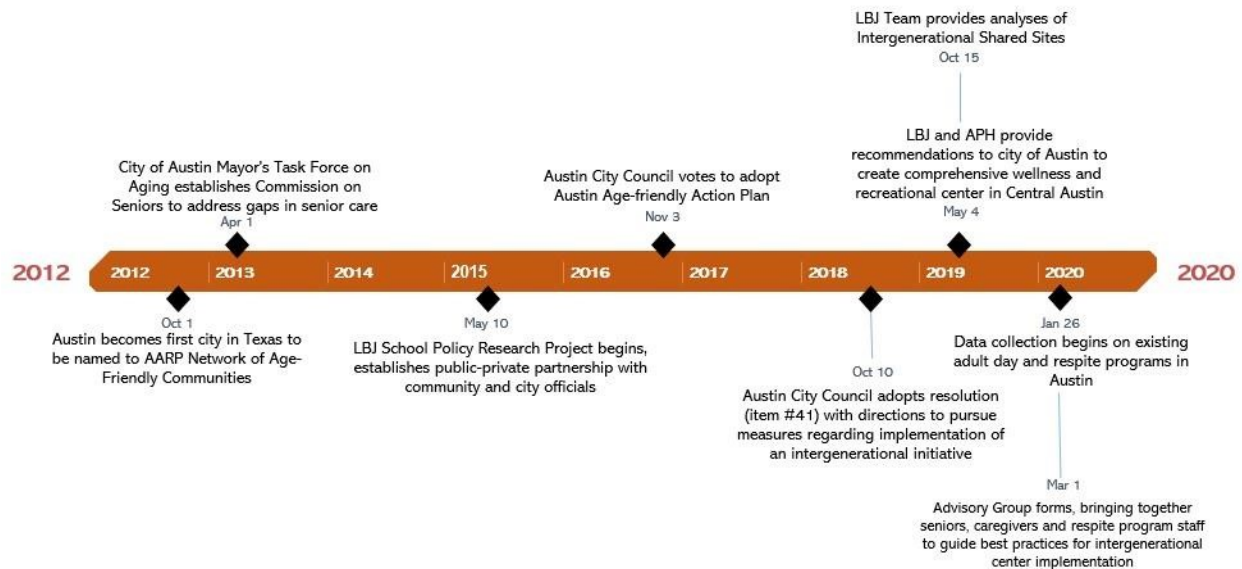 LBJ Team provides analyses of
Intergenerational Shared Sites
Oct 15
LBJ and APH provide
recommendations to city of Austin to
create comprehensive wellness and
recreational center in Central Austin
May 4
City of Austin Mayor's Task Force on
Aging establishes Commission on
Seniors to address gaps in senior care
Apr 1
Austin City Council votes to adopt
Austin Age-friendly Action Plan
Nov 3
2012 2012 2013 2014 2015 2016 2017 2018 2019 2020 2020
Oct 1
Austin becomes first city in Texas to
be named to AARP Network of Age-
Friendly Communities
May 10
LBJ School Policy Research Project begins,
establishes public-private partnership with
community and city officials
Oct 10
Austin City Council adopts resolution
(item #41) with directions to pursue
measures regarding implementation of
an intergenerational initiative
Jan 26
Data collection begins on existing
adult day and respite programs in
Austin
Mar 1
Advisory Group forms, bringing together
seniors, caregivers and respite program staff
to guide best practices for intergenerational
center implementation